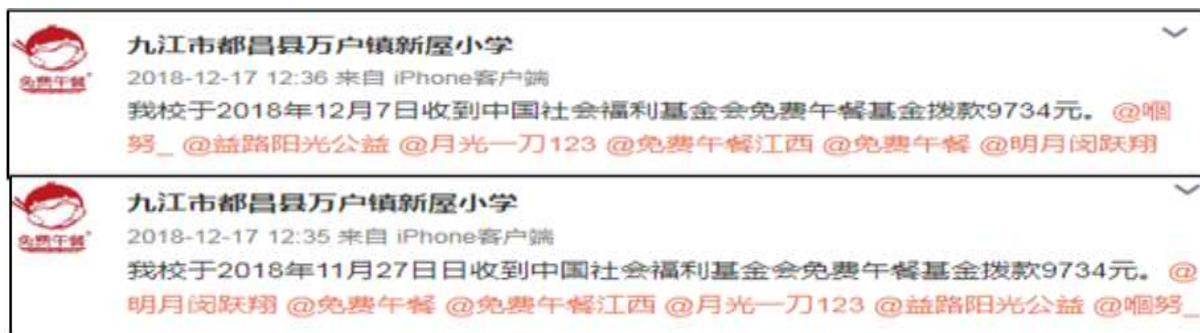 九江市都昌县万户镇新屋小学
2018-12-17 12:36 来自 iPhone客户端
免费午餐
我校于2018年12月7日收到中国社会福利基金会免费午餐基金拨款9734元。@嗰
努_ @益路阳光公益 @月光一刀123 @免费午餐江西 @免费午餐 @明月闵跃翔
九江市都昌县万户镇新屋小学
2018-12-17 12:35 来自 iPhone客户端
免费午餐
我校于2018年11月27日日收到中国社会福利基金会免费午餐基金拨款9734元。@
明月闵跃翔 @免费午餐 @免费午餐江西 @月光一刀123 @益路阳光公益 @嗰努_